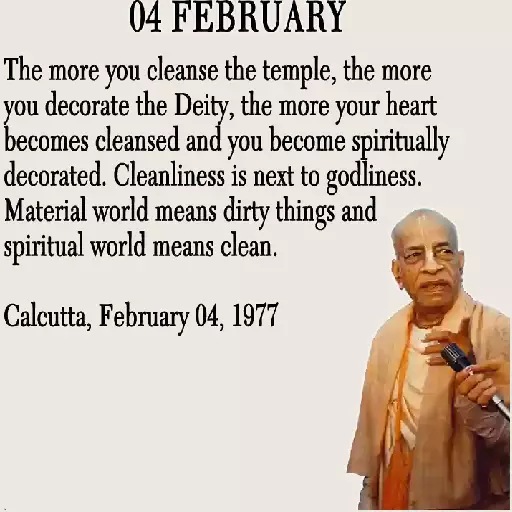 04 FEBRUARY
The more you cleanse the temple, the more
you decorate the Deity, the more your heart
becomes cleansed and you become spiritually
decorated. Cleanliness is next to godliness.
Material world means dirty things and
spiritual world means clean.
Calcutta, February 04, 1977